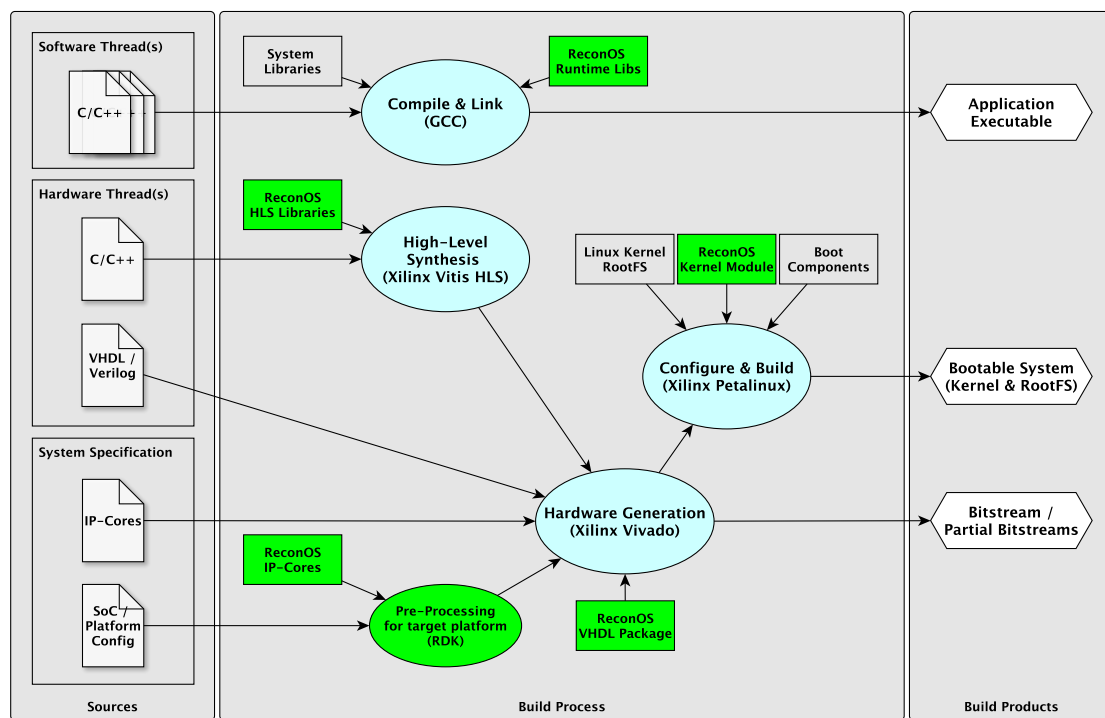 Software Thread(s)
C/C++
Hardware Thread(s)
C/C++
VHDL /
Verilog
System Specification
IP-Cores
SoC /
Platform
Config
Sources
System
Libraries
ReconOS
Runtime Libs
Compile & Link
(GCC)
ReconOS
HLS Libraries
High-Level
Synthesis
(Xilinx Vitis HLS)
Linux Kernel
RootFS
ReconOS
Kernel Module
Boot
Components
Configure & Build
(Xilinx Petalinux)
Hardware Generation
(Xilinx Vivado)
ReconOS
IP-Cores
Pre-Processing
for target platform
(RDK)
ReconOS
VHDL Package
Build Process
Application
Executable
Bootable System
(Kernel & RootFS)
Bitstream /
Partial Bitstreams
Build Products